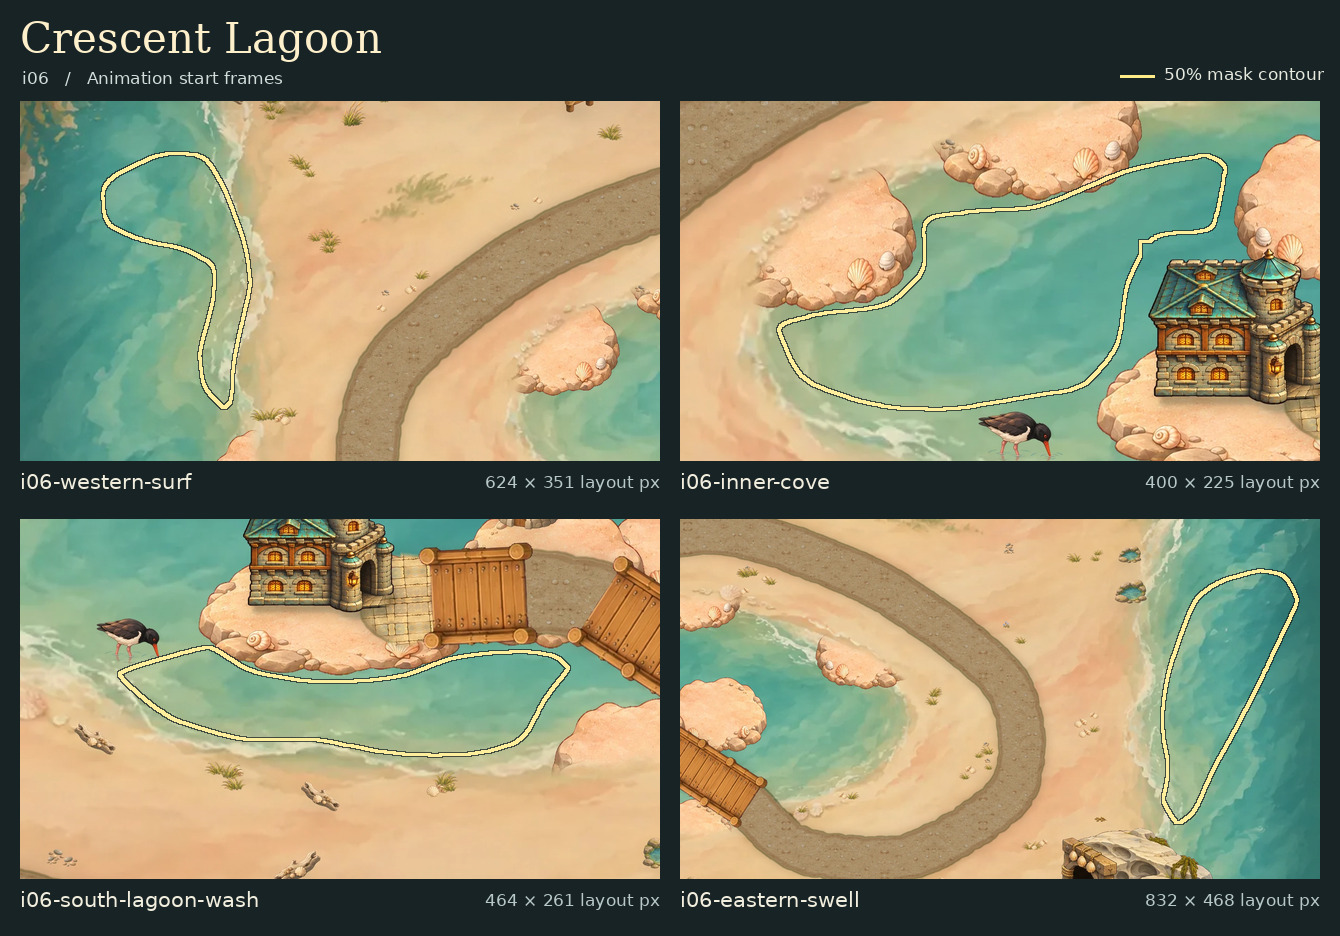 Crescent Lagoon
i06 / Animation start frames
50% mask contour
i06-western-surf
624 × 351 layout px
i06-inner-cove
400 × 225 layout px
i06-south-lagoon-wash
464 × 261 layout px
i06-eastern-swell
832 × 468 layout px